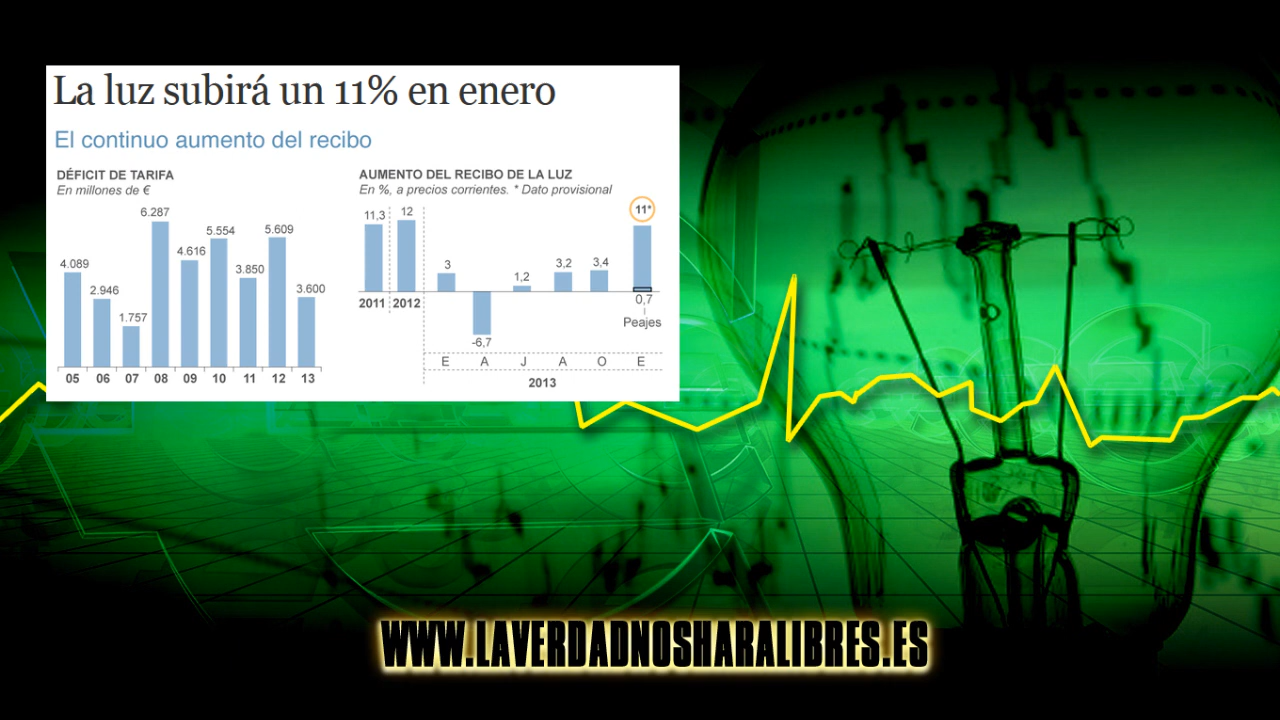 La luz subirá un 11% en enero
El continuo aumento del recibo
DÉFICIT DE TARIFA
En millones de €
4.089
2.946
1.757
6.287
4.616
5.554
3.850
5.609
3.600
05 06 07 08 09 10 11 12 13
AUMENTO DEL RECIBO DE LA LUZ
En %, a precios corrientes. * Dato provisional
11,3
12
3
-6,7
1,2
3,2
3,4
11*
0,7
Peajes
2011 2012
E A J A O E
2013
WWW.LAVERDADNOSHARALIBRES.ES